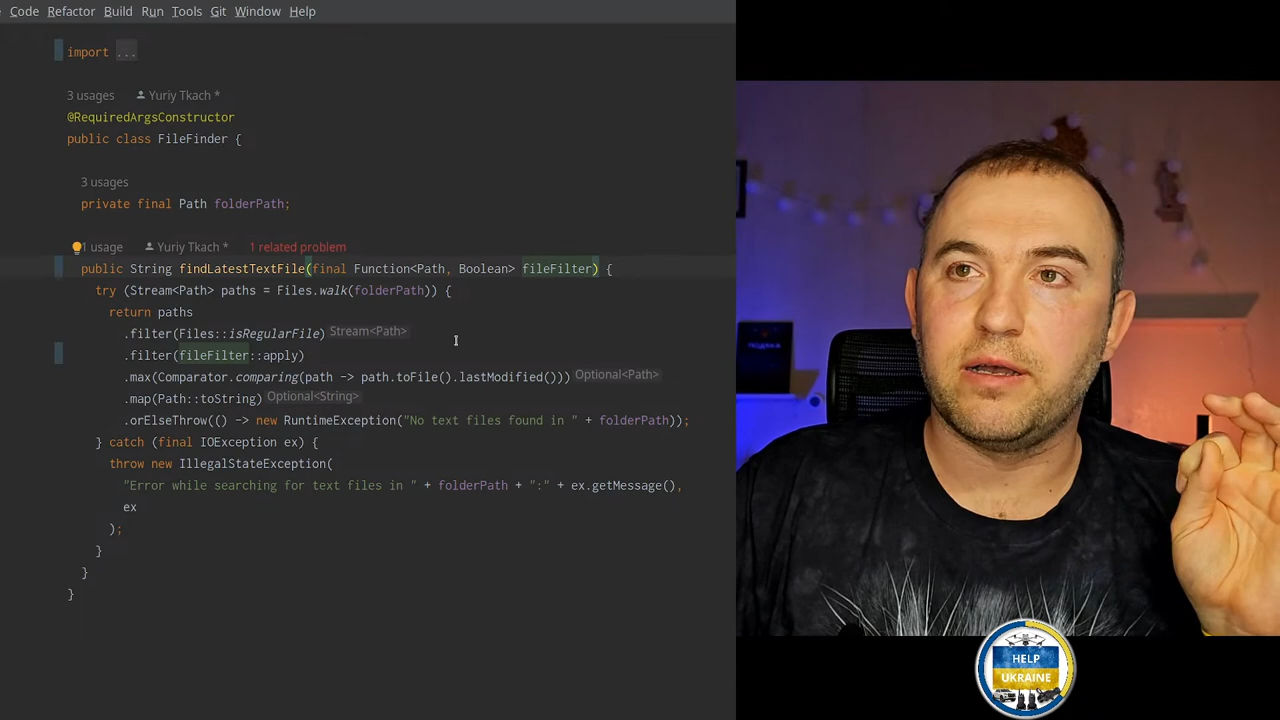 Code Refactor Build Run Tools Git Window Help
import ...
3 usages Yuriy Tkach *
@RequiredArgsConstructor
public class FileFinder {
3 usages
private final Path folderPath;
1 usage Yuriy Tkach * 1 related problem
public String findLatestTextFile(final Function<Path, Boolean> fileFilter) {
try (Stream<Path> paths = Files.walk(folderPath)) {
return paths
.filter(Files::isRegularFile) Stream<Path>
.filter(fileFilter::apply)
.max(Comparator.comparing(path -> path.toFile().lastModified())) Optional<Path>
.map(Path::toString) Optional<String>
.orElseThrow(() -> new RuntimeException("No text files found in " + folderPath));
} catch (final IOException ex) {
throw new IllegalStateException(
"Error while searching for text files in " + folderPath + ":" + ex.getMessage(),
ex
);
}
}
}
HELP
UKRAINE